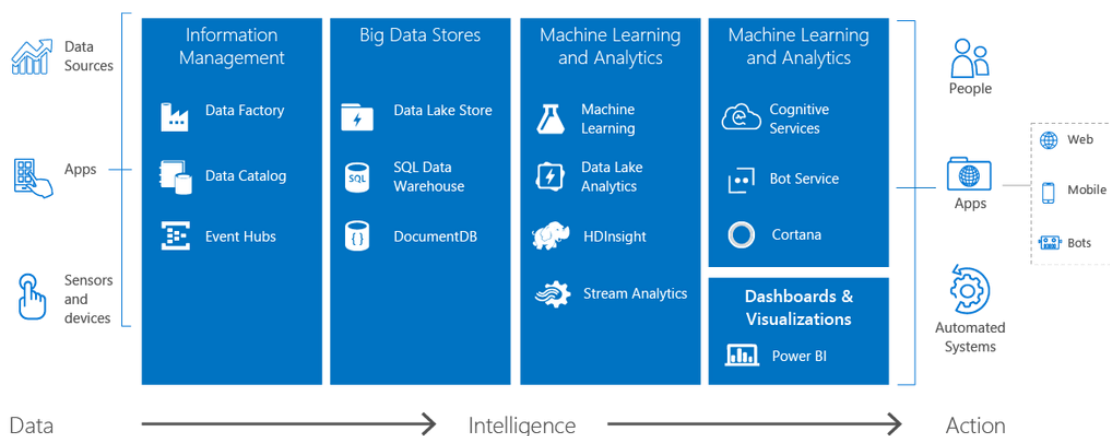 Data
Sources
Apps
Sensors
and
devices
Information
Management
Data Factory
Data Catalog
Event Hubs
Big Data Stores
Data Lake Store
SQL Data
Warehouse
SQL
DocumentDB
{ }
Machine Learning
and Analytics
Machine
Learning
Data Lake
Analytics
HDInsight
Stream Analytics
Machine Learning
and Analytics
Cognitive
Services
Bot Service
Cortana
Dashboards &
Visualizations
Power BI
People
Apps
Automated
Systems
Web
Mobile
Bots
Data
Intelligence
Action